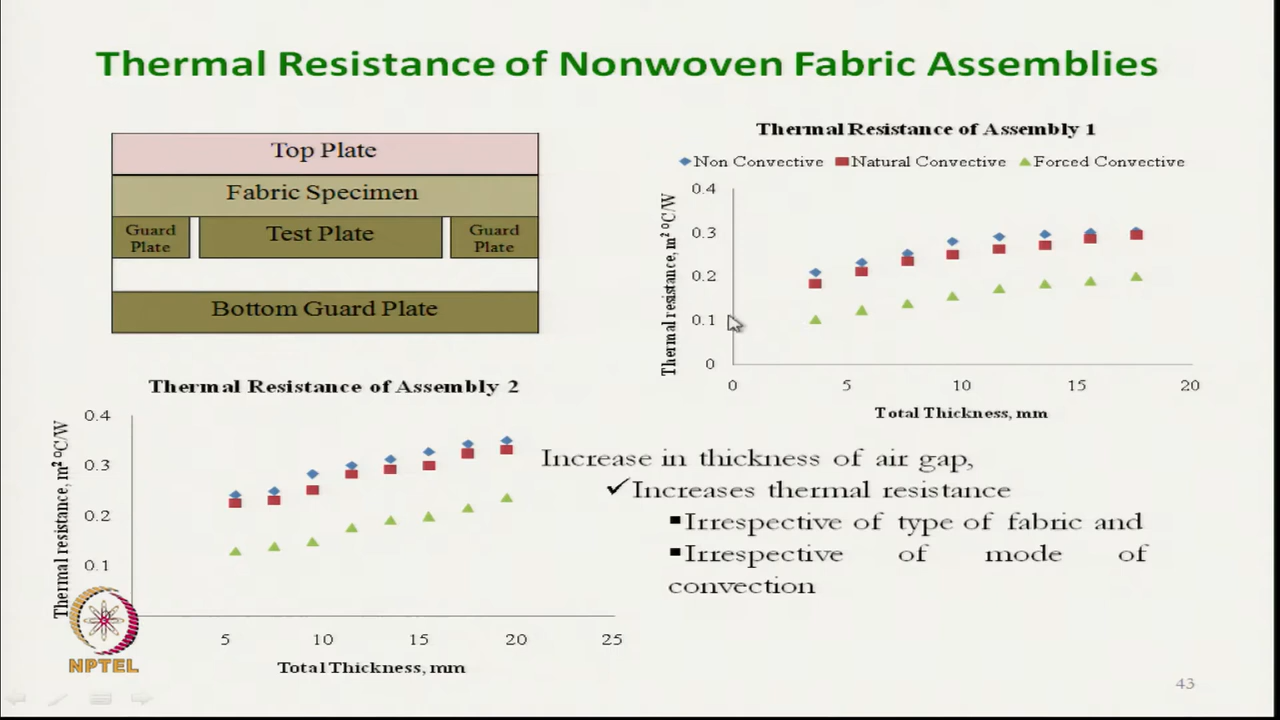 Thermal Resistance of Nonwoven Fabric Assemblies
Top Plate
Fabric Specimen
Guard Plate
Test Plate
Guard Plate
Bottom Guard Plate
Thermal Resistance of Assembly 1
Non Convective
Natural Convective
Forced Convective
Thermal resistance, m² °C/W
0.4
0.3
0.2
0.1
0
0 5 10 15 20
Total Thickness, mm
Thermal Resistance of Assembly 2
Thermal resistance, m² °C/W
0.4
0.3
0.2
0.1
5 10 15 20 25
Total Thickness, mm
Increase in thickness of air gap,
✓Increases thermal resistance
▪Irrespective of type of fabric and
▪Irrespective of mode of
convection
NPTEL
43